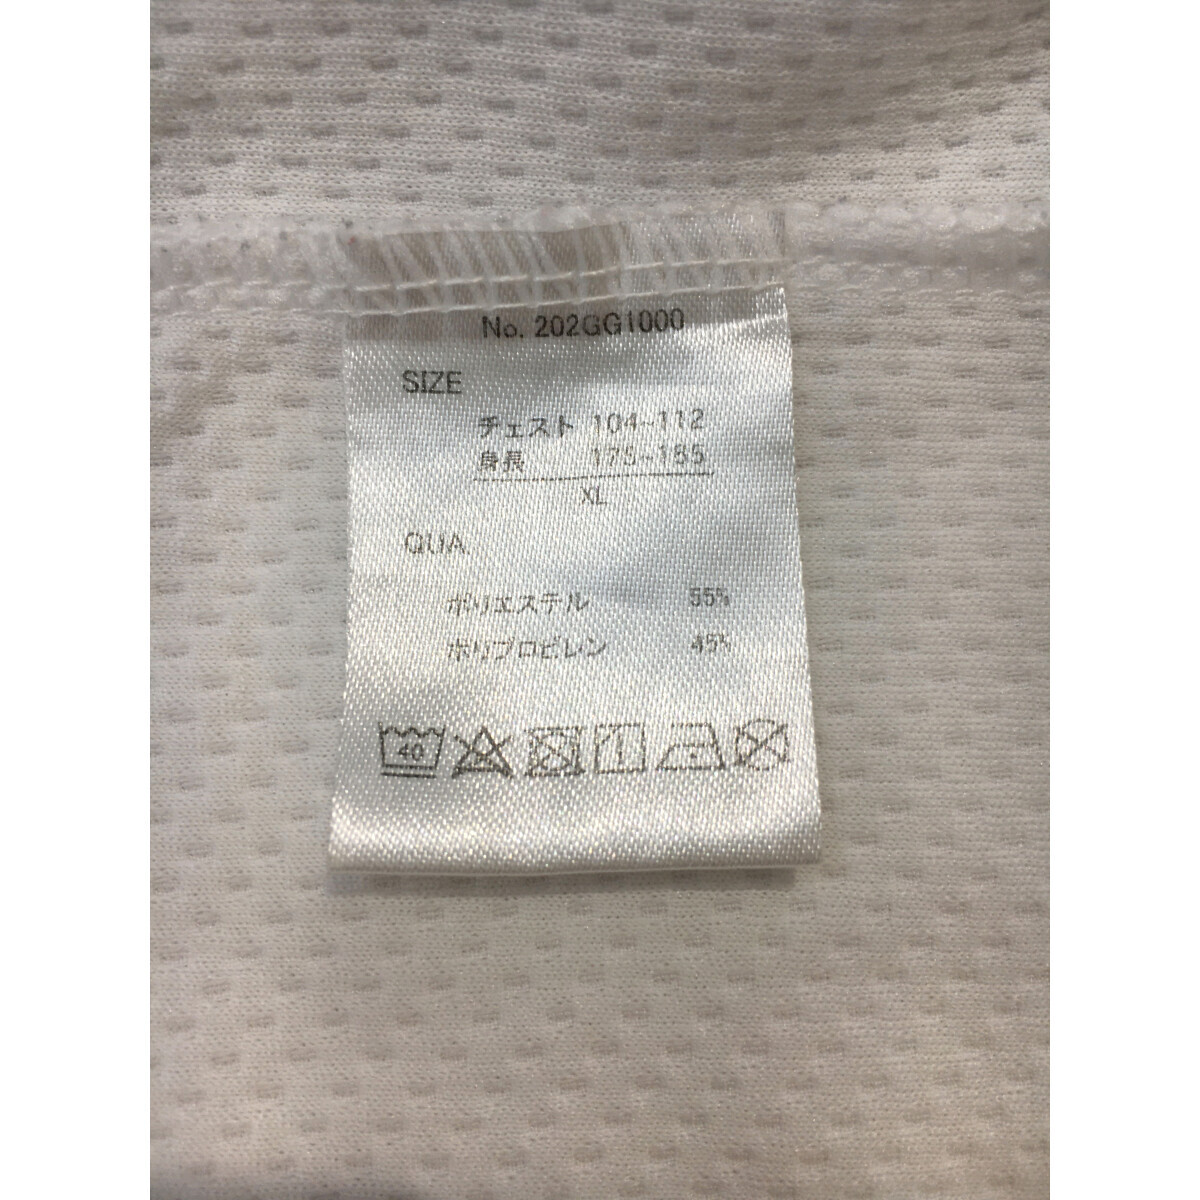 No. 202GG1000
SIZE
チェスト 104~112
身長 175~185
XL
QUA.
ポリエステル 55%
ポリプロピレン 45%
40